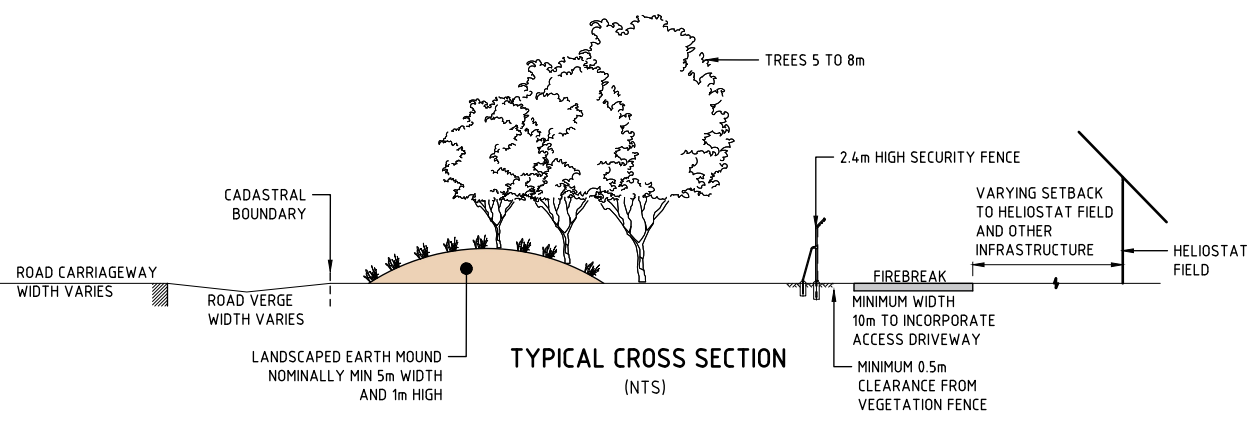 TREES 5 TO 8m
2.4m HIGH SECURITY FENCE
CADASTRAL
BOUNDARY
VARYING SETBACK
TO HELIOSTAT FIELD
AND OTHER
INFRASTRUCTURE
HELIOSTAT
FIELD
ROAD CARRIAGEWAY
WIDTH VARIES
ROAD VERGE
WIDTH VARIES
FIREBREAK
MINIMUM WIDTH
10m TO INCORPORATE
ACCESS DRIVEWAY
LANDSCAPED EARTH MOUND
NOMINALLY MIN 5m WIDTH
AND 1m HIGH
TYPICAL CROSS SECTION
(NTS)
MINIMUM 0.5m
CLEARANCE FROM
VEGETATION FENCE